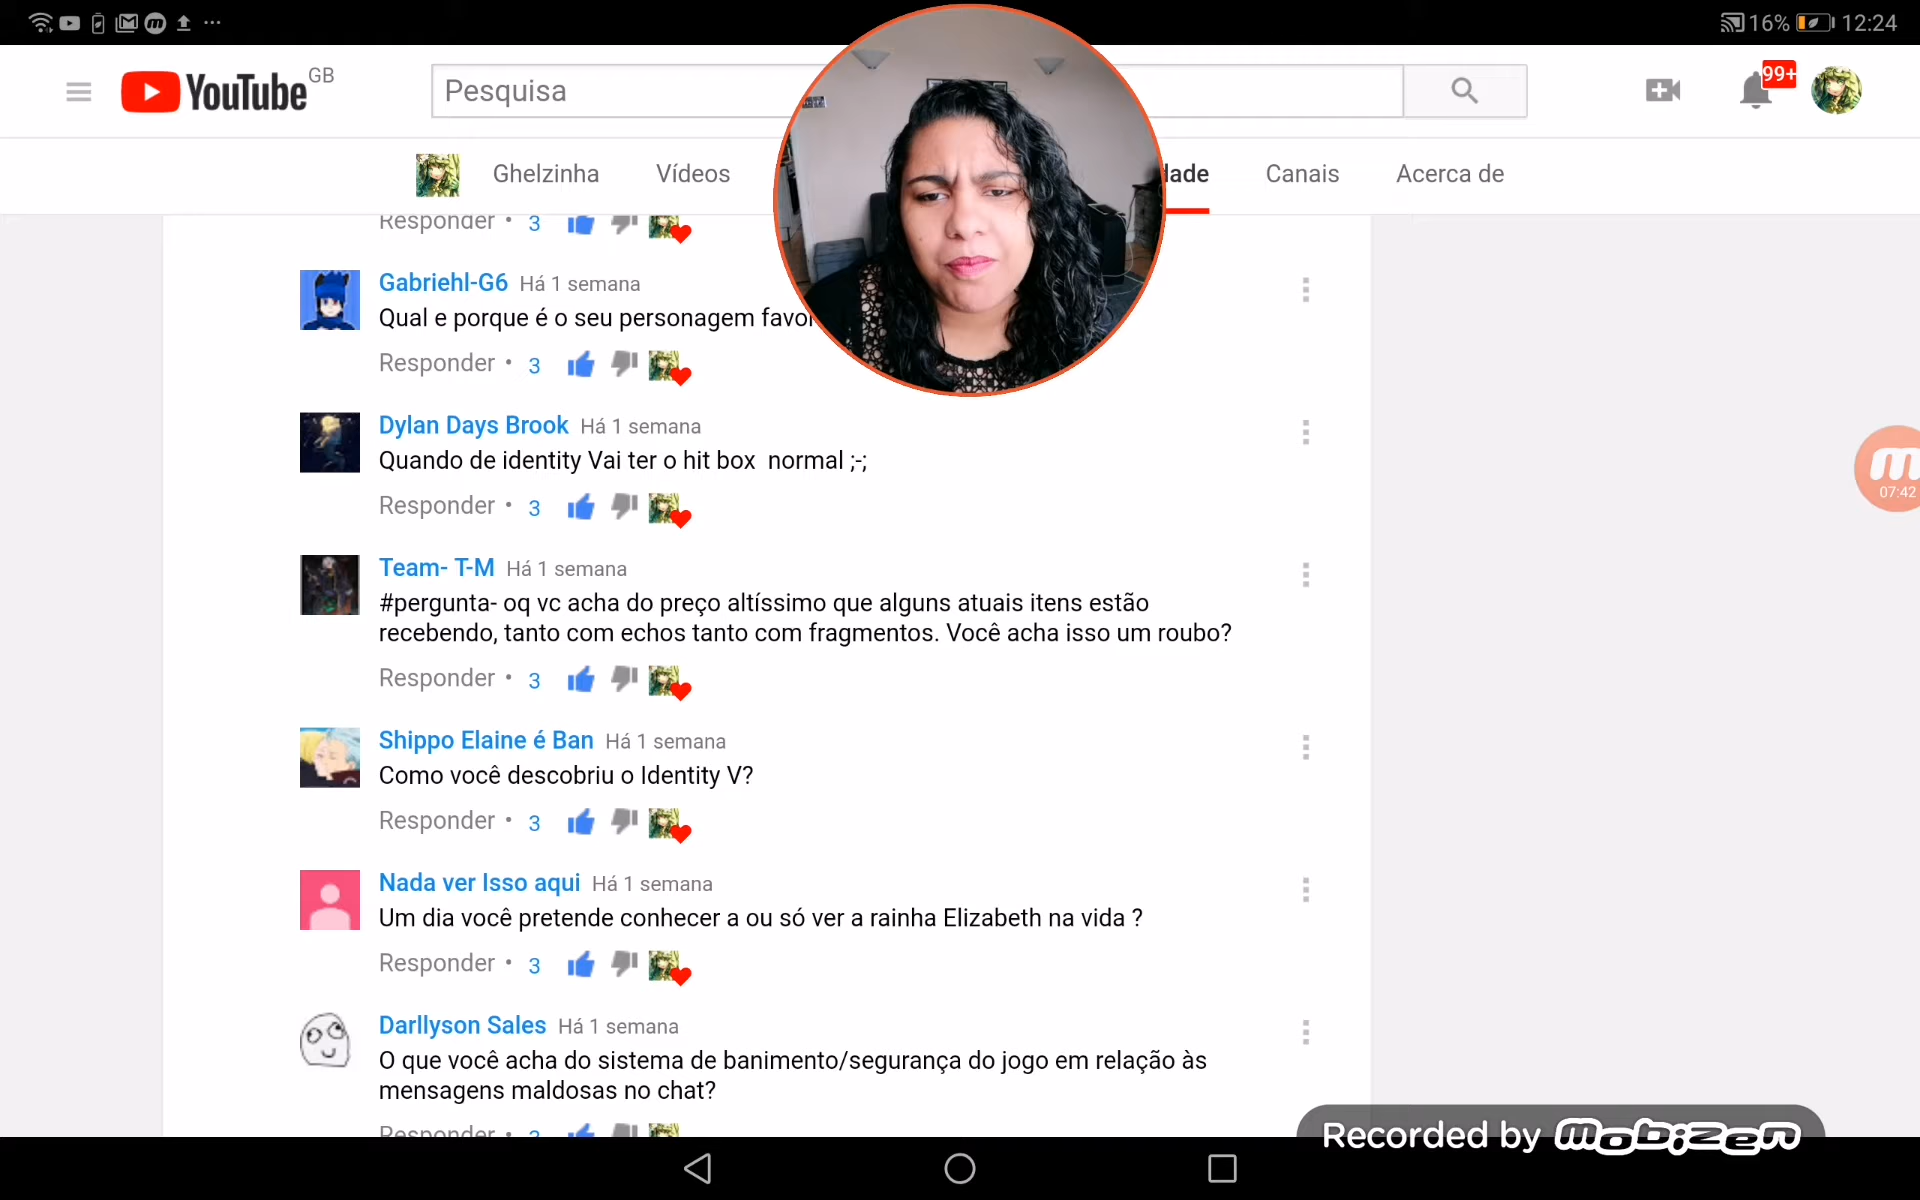 16% 12:24
YouTube GB
Pesquisa
99+
Ghelzinha Vídeos dade Canais Acerca de
Responder • 3
Gabriehl-G6 Há 1 semana
Qual e porque é o seu personagem favor
Responder • 3
Dylan Days Brook Há 1 semana
Quando de identity Vai ter o hit box normal ;-;
Responder • 3
07:42
Team- T-M Há 1 semana
#pergunta- oq vc acha do preço altíssimo que alguns atuais itens estão
recebendo, tanto com echos tanto com fragmentos. Você acha isso um roubo?
Responder • 3
Shippo Elaine é Ban Há 1 semana
Como você descobriu o Identity V?
Responder • 3
Nada ver Isso aqui Há 1 semana
Um dia você pretende conhecer a ou só ver a rainha Elizabeth na vida ?
Responder • 3
Darllyson Sales Há 1 semana
O que você acha do sistema de banimento/segurança do jogo em relação às
mensagens maldosas no chat?
Responder •
Recorded by mobizen